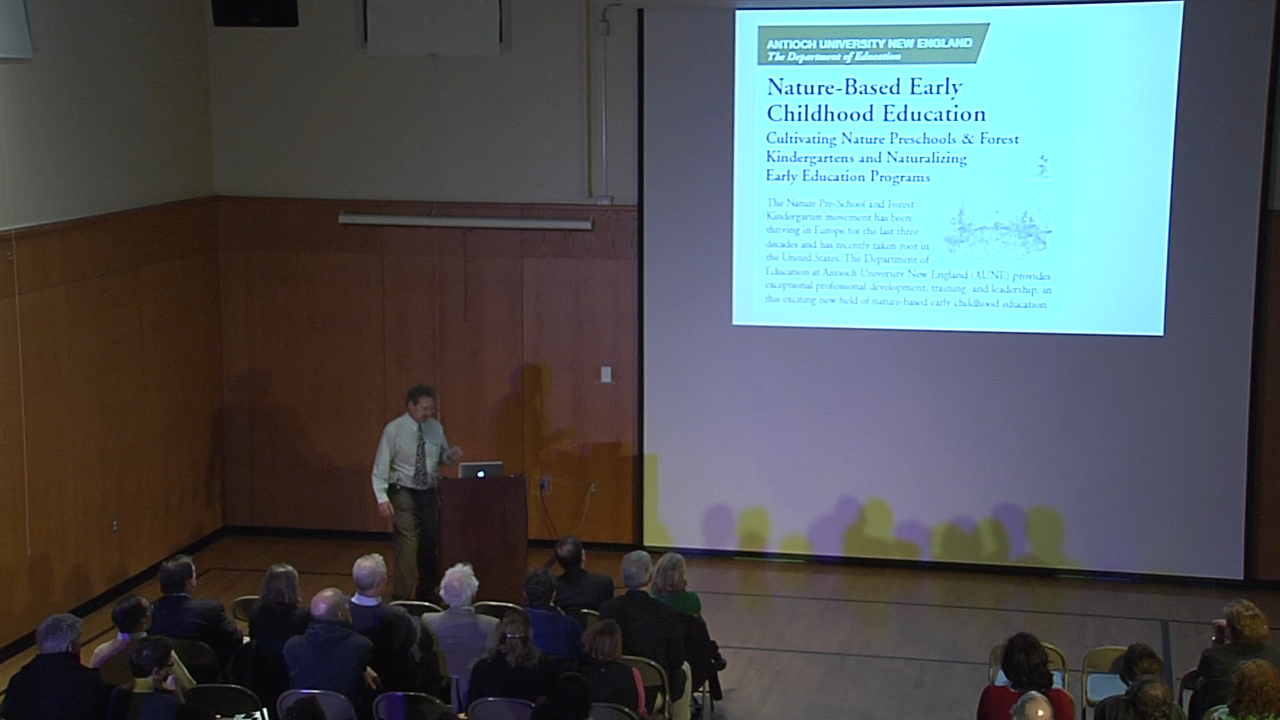 ANTIOCH UNIVERSITY NEW ENGLAND
The Department of Education
Nature-Based Early
Childhood Education
Cultivating Nature Preschools & Forest
Kindergartens and Naturalizing
Early Education Programs
The Nature Pre-School and Forest
Kindergarten movement has been
thriving in Europe for the last three
decades and has recently taken root in
the United States. The Department of
Education at Antioch University New England (AUNE) provides
exceptional professional development, training, and leadership, in
this exciting new field of nature-based early childhood education.